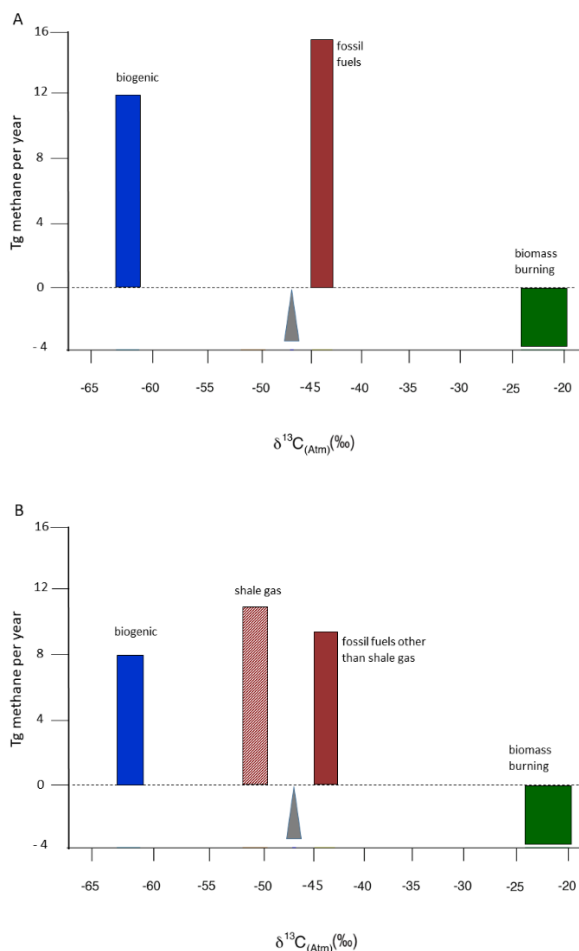 A
16
12
8
4
0
- 4
Tg methane per year
biogenic
fossil
fuels
biomass
burning
-65 -60 -55 -50 -45 -40 -35 -30 -25 -20
δ13C(Atm)(‰)
B
16
12
8
4
0
- 4
Tg methane per year
biogenic
shale gas
fossil fuels other
than shale gas
biomass
burning
-65 -60 -55 -50 -45 -40 -35 -30 -25 -20
δ13C(Atm)(‰)